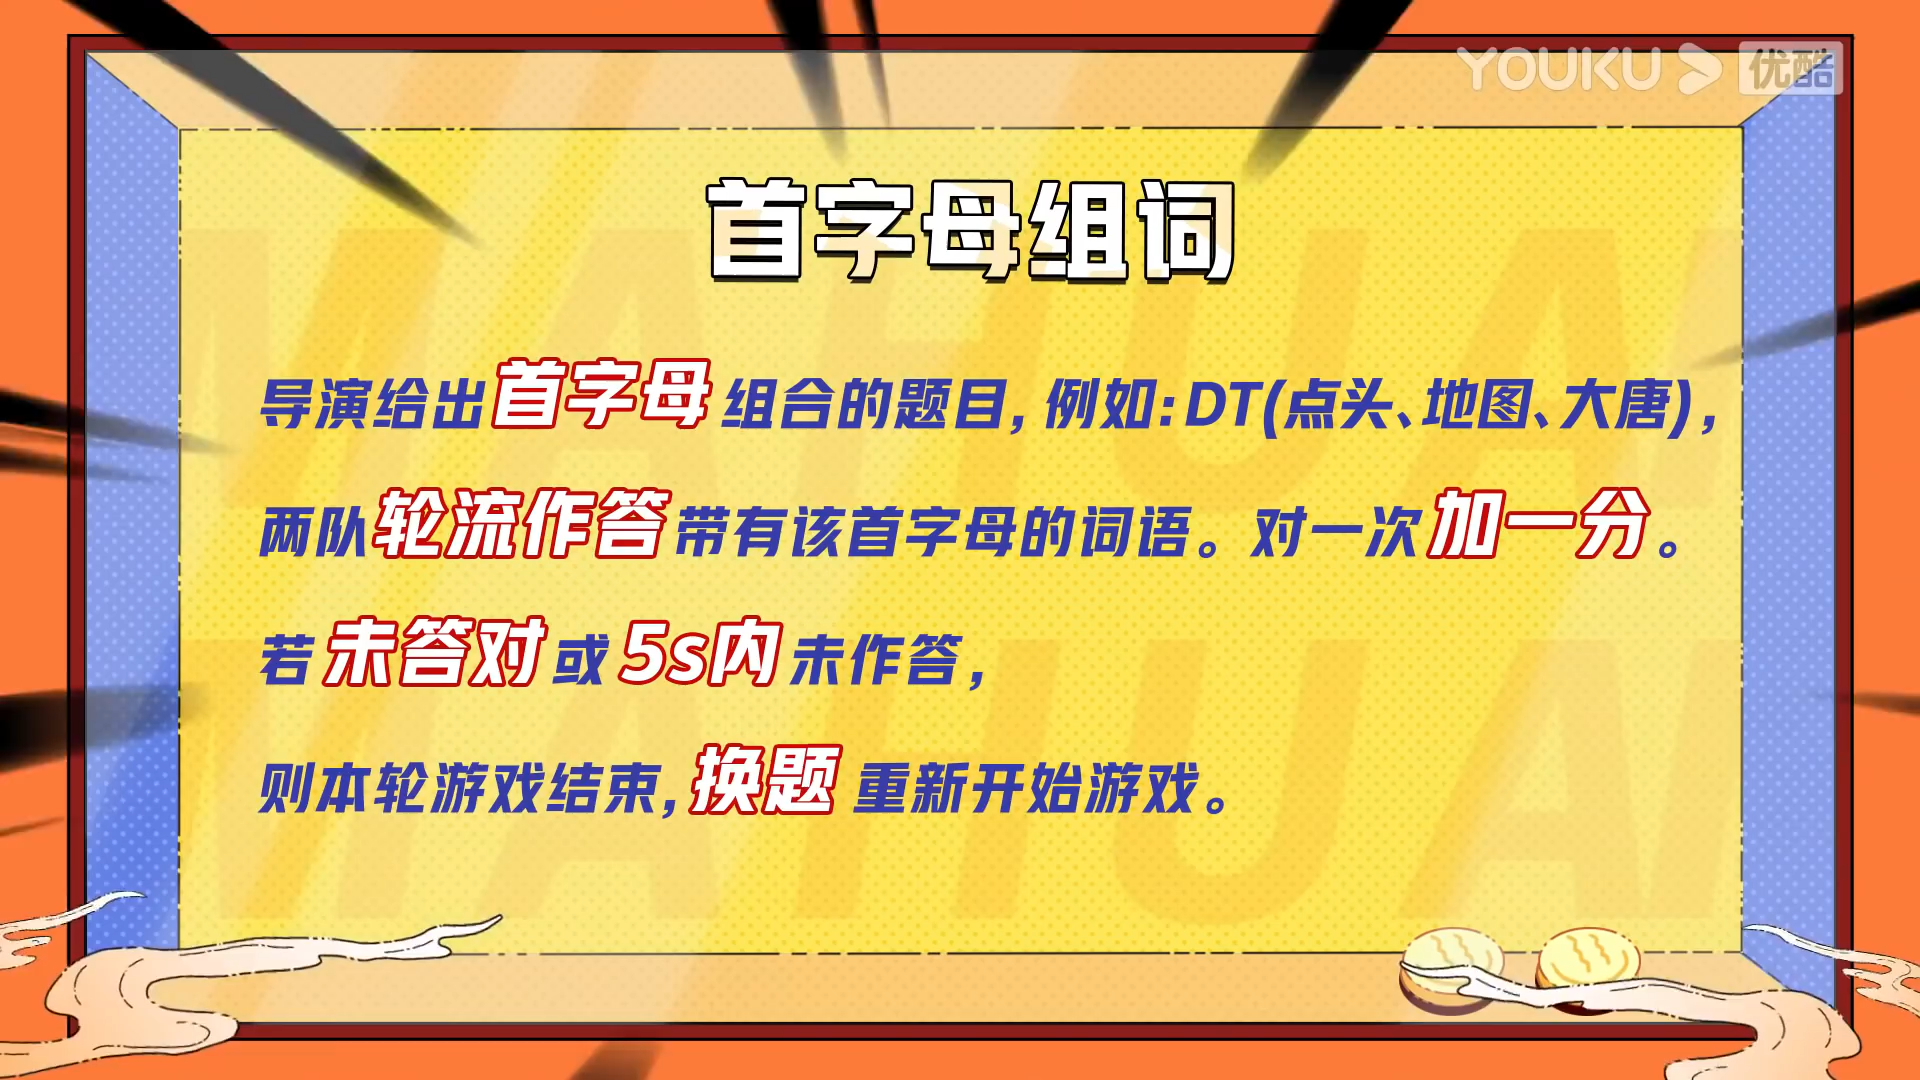 YOUKU 优酷
首字母组词
导演给出首字母组合的题目,例如:DT(点头、地图、大唐),
两队轮流作答带有该首字母的词语。对一次加一分。
若未答对或5s内未作答,
则本轮游戏结束,换题重新开始游戏。
MAHUA
MAHUA